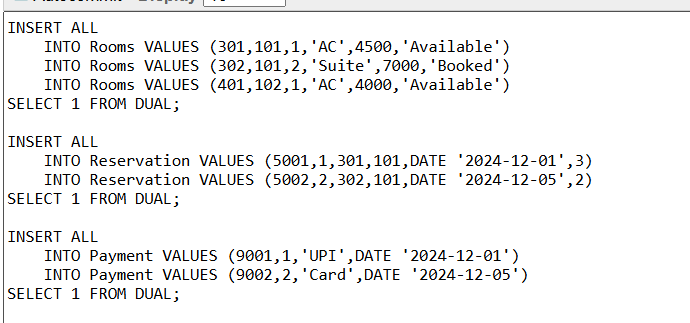 INSERT ALL
    INTO Rooms VALUES (301,101,1,'AC',4500,'Available')
    INTO Rooms VALUES (302,101,2,'Suite',7000,'Booked')
    INTO Rooms VALUES (401,102,1,'AC',4000,'Available')
SELECT 1 FROM DUAL;

INSERT ALL
    INTO Reservation VALUES (5001,1,301,101,DATE '2024-12-01',3)
    INTO Reservation VALUES (5002,2,302,101,DATE '2024-12-05',2)
SELECT 1 FROM DUAL;

INSERT ALL
    INTO Payment VALUES (9001,1,'UPI',DATE '2024-12-01')
    INTO Payment VALUES (9002,2,'Card',DATE '2024-12-05')
SELECT 1 FROM DUAL;